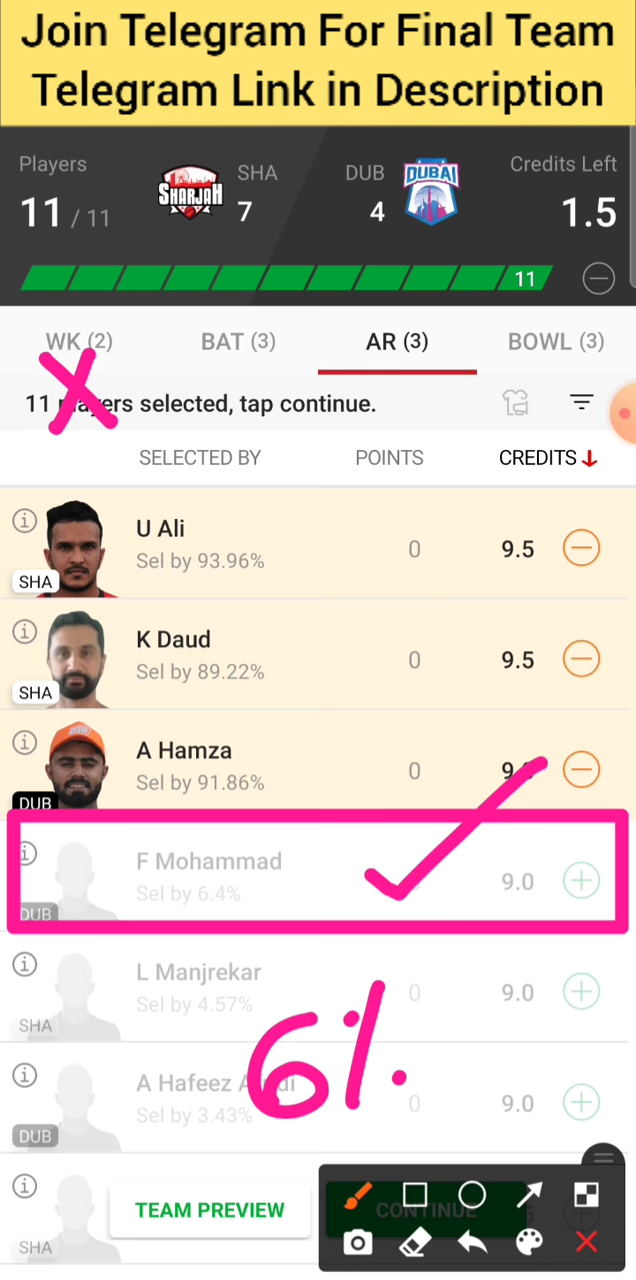 Join Telegram For Final Team
Telegram Link in Description
Players
SHA
DUB
Credits Left
11 / 11
SHARJAH
7
4
DUBAI
1.5
11
WK (2)
BAT (3)
AR (3)
BOWL (3)
11 players selected, tap continue.
SELECTED BY
POINTS
CREDITS
U Ali
Sel by 93.96%
0
9.5
SHA
K Daud
Sel by 89.22%
0
9.5
SHA
A Hamza
Sel by 91.86%
0
DUB
F Mohammad
Sel by 6.4%
9.0
DUB
L Manjrekar
Sel by 4.57%
0
9.0
SHA
6%
A Hafeez
Sel by 3.43%
0
9.0
DUB
SHA
TEAM PREVIEW
CONTINUE